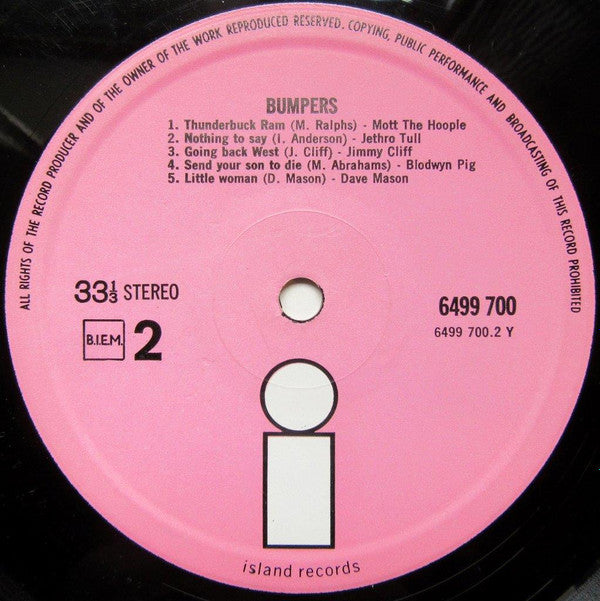 ALL RIGHTS OF THE RECORD PRODUCER AND OF THE OWNER OF THE WORK REPRODUCED RESERVED. COPYING, PUBLIC PERFORMANCE AND BROADCASTING OF THIS RECORD PROHIBITED
BUMPERS
1. Thunderbuck Ram (M. Ralphs) - Mott The Hoople
2. Nothing to say (I. Anderson) - Jethro Tull
3. Going back West (J. Cliff) - Jimmy Cliff
4. Send your son to die (M. Abrahams) - Blodwyn Pig
5. Little woman (D. Mason) - Dave Mason
33⅓ STEREO
6499 700
B.I.E.M. 2
6499 700.2 Y
i
island records